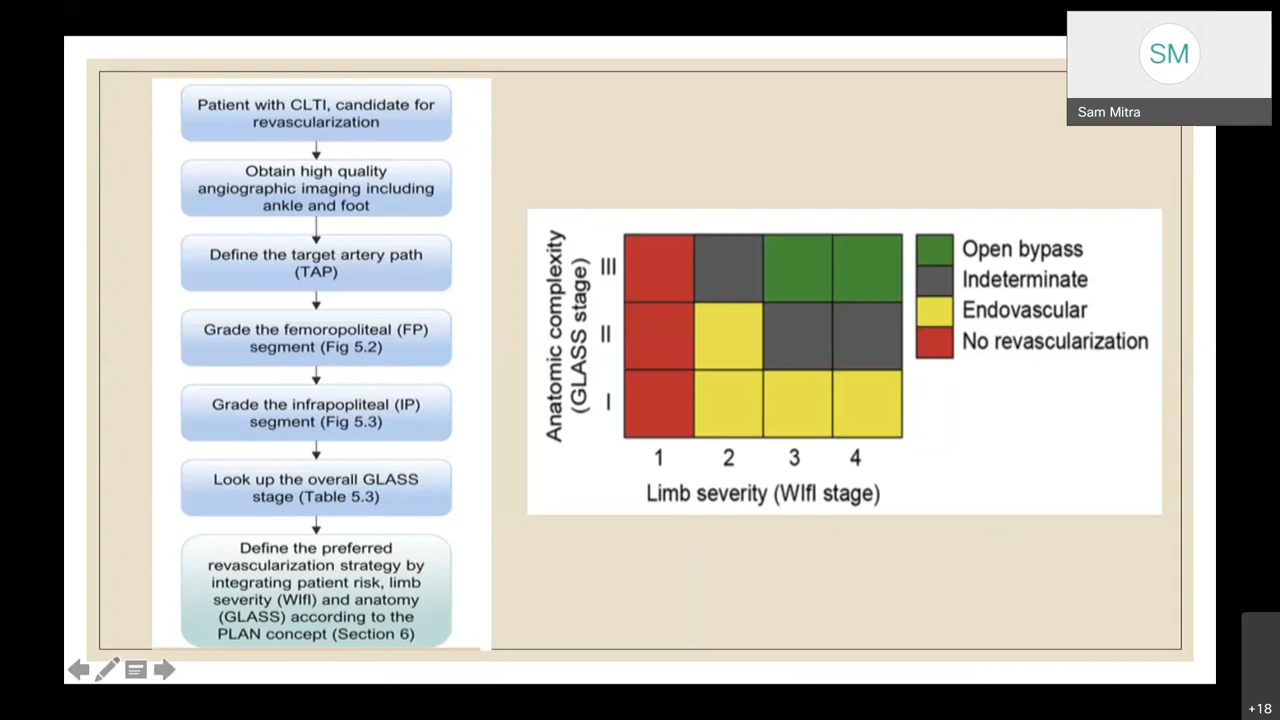 Patient with CLTI, candidate for
revascularization
Obtain high quality
angiographic imaging including
ankle and foot
Define the target artery path
(TAP)
Grade the femoropoliteal (FP)
segment (Fig 5.2)
Grade the infrapopliteal (IP)
segment (Fig 5.3)
Look up the overall GLASS
stage (Table 5.3)
Define the preferred
revascularization strategy by
integrating patient risk, limb
severity (WIfI) and anatomy
(GLASS) according to the
PLAN concept (Section 6)
Anatomic complexity
(GLASS stage)
III
II
I
1 2 3 4
Limb severity (WIfI stage)
Open bypass
Indeterminate
Endovascular
No revascularization
SM
Sam Mitra
+18